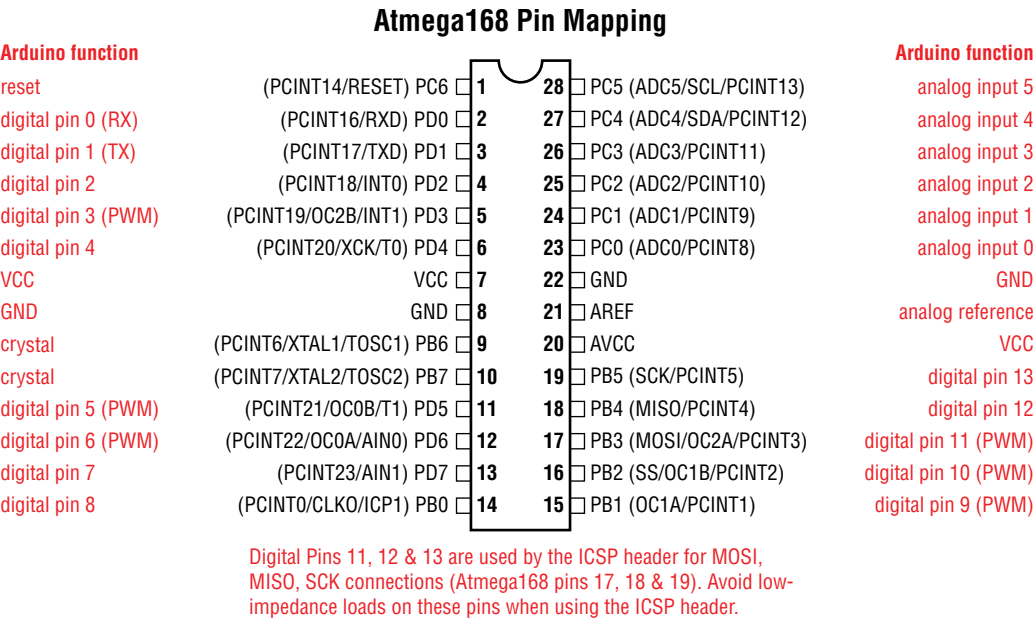 Atmega168 Pin Mapping
Arduino function Arduino function
reset (PCINT14/RESET) PC6 1 28 PC5 (ADC5/SCL/PCINT13) analog input 5
digital pin 0 (RX) (PCINT16/RXD) PD0 2 27 PC4 (ADC4/SDA/PCINT12) analog input 4
digital pin 1 (TX) (PCINT17/TXD) PD1 3 26 PC3 (ADC3/PCINT11) analog input 3
digital pin 2 (PCINT18/INT0) PD2 4 25 PC2 (ADC2/PCINT10) analog input 2
digital pin 3 (PWM) (PCINT19/OC2B/INT1) PD3 5 24 PC1 (ADC1/PCINT9) analog input 1
digital pin 4 (PCINT20/XCK/T0) PD4 6 23 PC0 (ADC0/PCINT8) analog input 0
VCC VCC 7 22 GND GND
GND GND 8 21 AREF analog reference
crystal (PCINT6/XTAL1/TOSC1) PB6 9 20 AVCC VCC
crystal (PCINT7/XTAL2/TOSC2) PB7 10 19 PB5 (SCK/PCINT5) digital pin 13
digital pin 5 (PWM) (PCINT21/OC0B/T1) PD5 11 18 PB4 (MISO/PCINT4) digital pin 12
digital pin 6 (PWM) (PCINT22/OC0A/AIN0) PD6 12 17 PB3 (MOSI/OC2A/PCINT3) digital pin 11 (PWM)
digital pin 7 (PCINT23/AIN1) PD7 13 16 PB2 (SS/OC1B/PCINT2) digital pin 10 (PWM)
digital pin 8 (PCINT0/CLKO/ICP1) PB0 14 15 PB1 (OC1A/PCINT1) digital pin 9 (PWM)
Digital Pins 11, 12 & 13 are used by the ICSP header for MOSI,
MISO, SCK connections (Atmega168 pins 17, 18 & 19). Avoid low-
impedance loads on these pins when using the ICSP header.